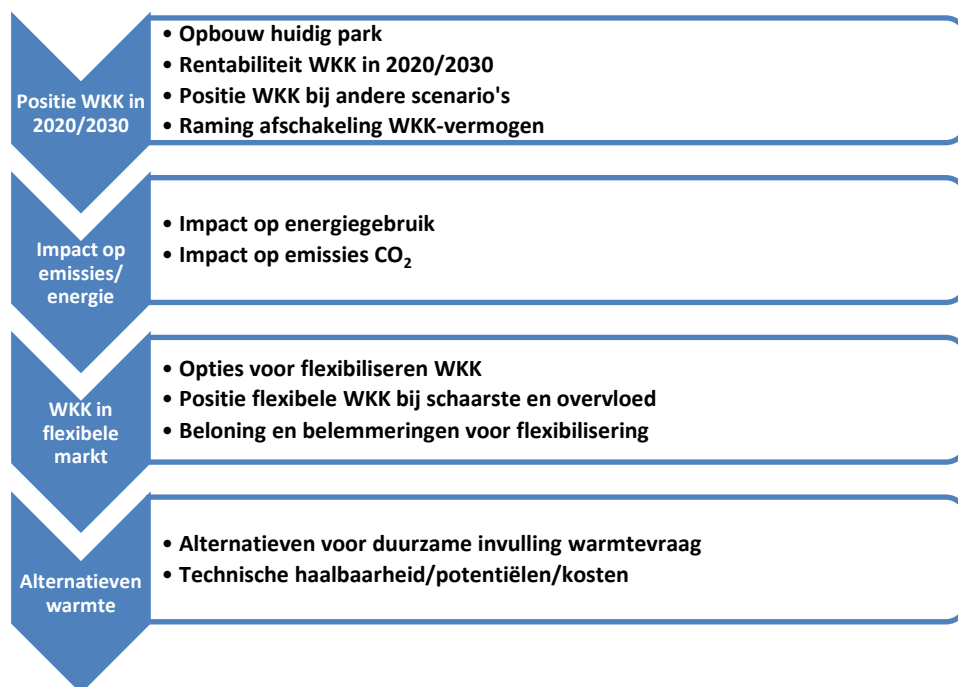 Positie WKK in
2020/2030
• Opbouw huidig park
• Rentabiliteit WKK in 2020/2030
• Positie WKK bij andere scenario's
• Raming afschakeling WKK-vermogen
Impact op
emissies/
energie
• Impact op energiegebruik
• Impact op emissies CO₂
WKK in
flexibele
markt
• Opties voor flexibiliseren WKK
• Positie flexibele WKK bij schaarste en overvloed
• Beloning en belemmeringen voor flexibilisering
Alternatieven
warmte
• Alternatieven voor duurzame invulling warmtevraag
• Technische haalbaarheid/potentiëlen/kosten